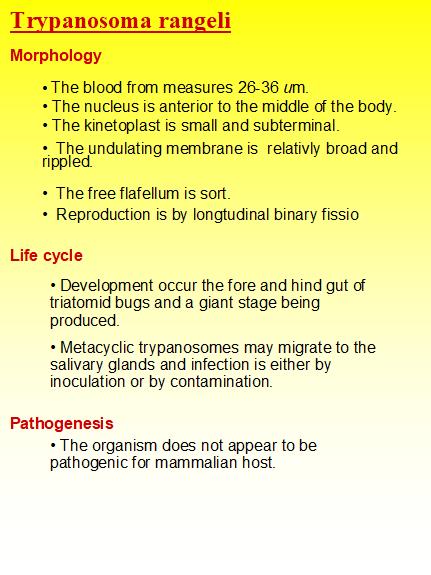 Trypanosoma rangeli
Morphology
• The blood from measures 26-36 um.
• The nucleus is anterior to the middle of the body.
• The kinetoplast is small and subterminal.
• The undulating membrane is relativly broad and
rippled.
• The free flafellum is sort.
• Reproduction is by longtudinal binary fissio
Life cycle
• Development occur the fore and hind gut of
triatomid bugs and a giant stage being
produced.
• Metacyclic trypanosomes may migrate to the
salivary glands and infection is either by
inoculation or by contamination.
Pathogenesis
• The organism does not appear to be
pathogenic for mammalian host.